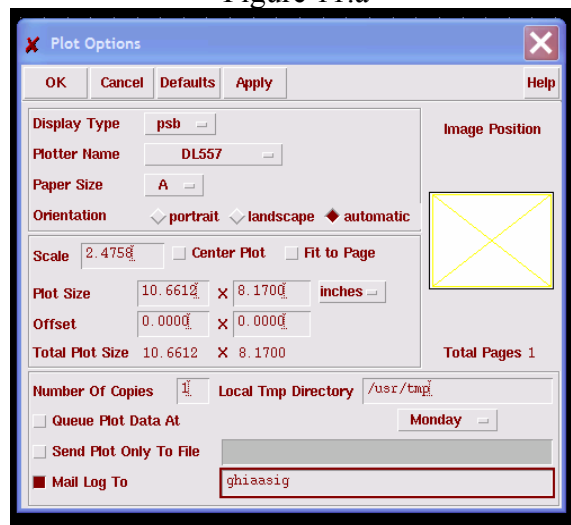 Figure 11.a
Plot Options
OK Cancel Defaults Apply Help
Display Type psb
Image Position
Plotter Name DL557
Paper Size A
Orientation portrait landscape automatic
Scale 2.4758 Center Plot Fit to Page
Plot Size 10.6612 X 8.1700 inches
Offset 0.0000 X 0.0000
Total Plot Size 10.6612 X 8.1700 Total Pages 1
Number Of Copies 1 Local Tmp Directory /usr/tmp
Queue Plot Data At Monday
Send Plot Only To File
Mail Log To ghiaasig